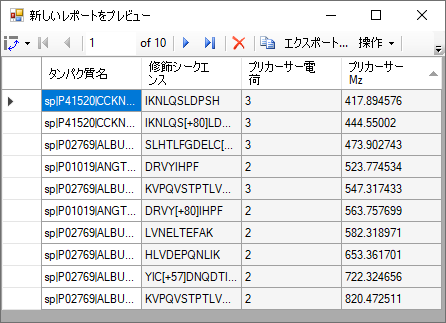 新しいレポートをプレビュー
1 of 10 エクスポート... 操作
タンパク質名 修飾シークエンス プリカーサー電荷 プリカーサー Mz
sp|P41520|CCKN... IKNLQSLDPSH 3 417.894576
sp|P41520|CCKN... IKNLQS[+80]LD... 3 444.55002
sp|P02769|ALBU... SLHTLFGDELC[... 3 473.902743
sp|P01019|ANGT... DRVYIHPF 2 523.774534
sp|P02769|ALBU... KVPQVSTPTLV... 3 547.317433
sp|P01019|ANGT... DRVY[+80]IHPF 2 563.757699
sp|P02769|ALBU... LVNELTEFAK 2 582.318971
sp|P02769|ALBU... HLVDEPQNLIK 2 653.361701
sp|P02769|ALBU... YIC[+57]DNQDTI... 2 722.324656
sp|P02769|ALBU... KVPQVSTPTLV... 2 820.472511